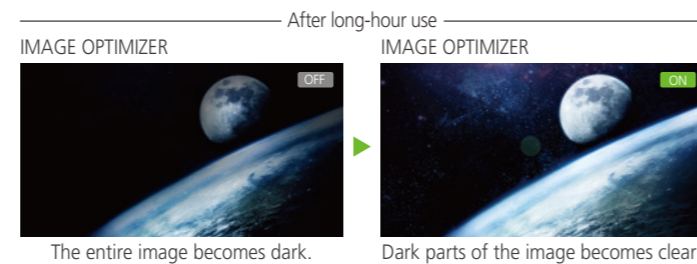 After long-hour use
IMAGE OPTIMIZER
IMAGE OPTIMIZER
OFF
ON
The entire image becomes dark.
Dark parts of the image becomes clear